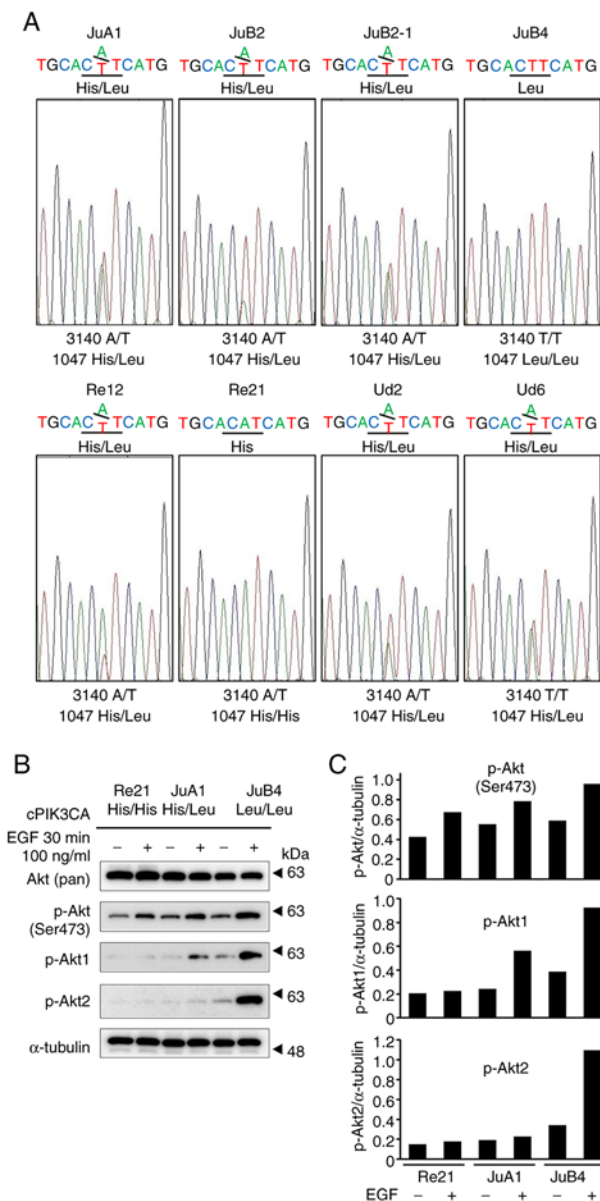 A
JuA1 JuB2 JuB2-1 JuB4
A A A
TGCACTTCATG TGCACTTCATG TGCACTTCATG TGCACTTCATG
His/Leu His/Leu His/Leu Leu
3140 A/T 3140 A/T 3140 A/T 3140 T/T
1047 His/Leu 1047 His/Leu 1047 His/Leu 1047 Leu/Leu
Re12 Re21 Ud2 Ud6
A A A
TGCACTTCATG TGCACATCATG TGCACTTCATG TGCACTTCATG
His/Leu His His/Leu His/Leu
3140 A/T 3140 A/T 3140 A/T 3140 T/T
1047 His/Leu 1047 His/His 1047 His/Leu 1047 His/Leu
B
Re21 JuA1 JuB4
cPIK3CA His/His His/Leu Leu/Leu
EGF 30 min
100 ng/ml − + − + − + kDa
Akt (pan) 63
p-Akt
(Ser473) 63
p-Akt1 63
p-Akt2 63
α-tubulin 48
C
p-Akt
(Ser473)
p-Akt/α-tubulin
1.0
0.8
0.6
0.4
0.2
0
p-Akt1
p-Akt1/α-tubulin
1.0
0.8
0.6
0.4
0.2
0
p-Akt2
p-Akt2/α-tubulin
1.2
1.0
0.8
0.6
0.4
0.2
0
Re21 JuA1 JuB4
EGF − + − + − +